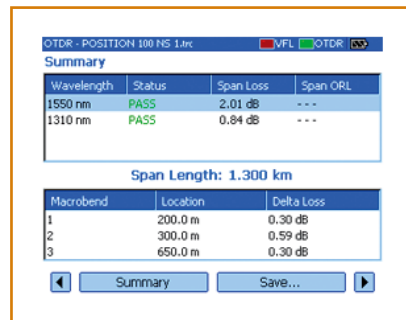 OTDR - POSITION 100 NS 1.trc VFL OTDR
Summary
Wavelength Status Span Loss Span ORL
1550 nm PASS 2.01 dB - - -
1310 nm PASS 0.84 dB - - -
Span Length: 1.300 km
Macrobend Location Delta Loss
1 200.0 m 0.30 dB
2 300.0 m 0.59 dB
3 650.0 m 0.30 dB
Summary Save...